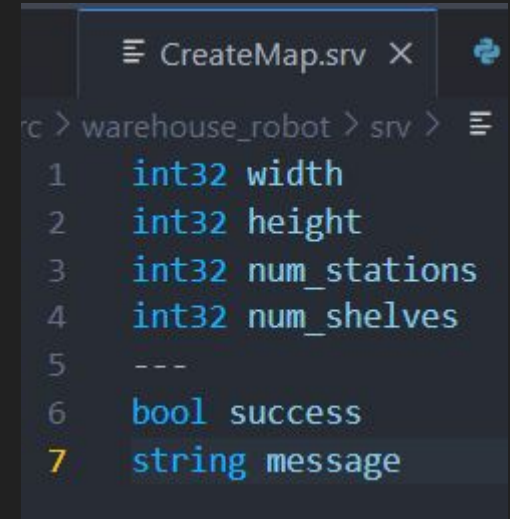 CreateMap.srv
rc > warehouse_robot > srv >
1 int32 width
2 int32 height
3 int32 num_stations
4 int32 num_shelves
5 ---
6 bool success
7 string message